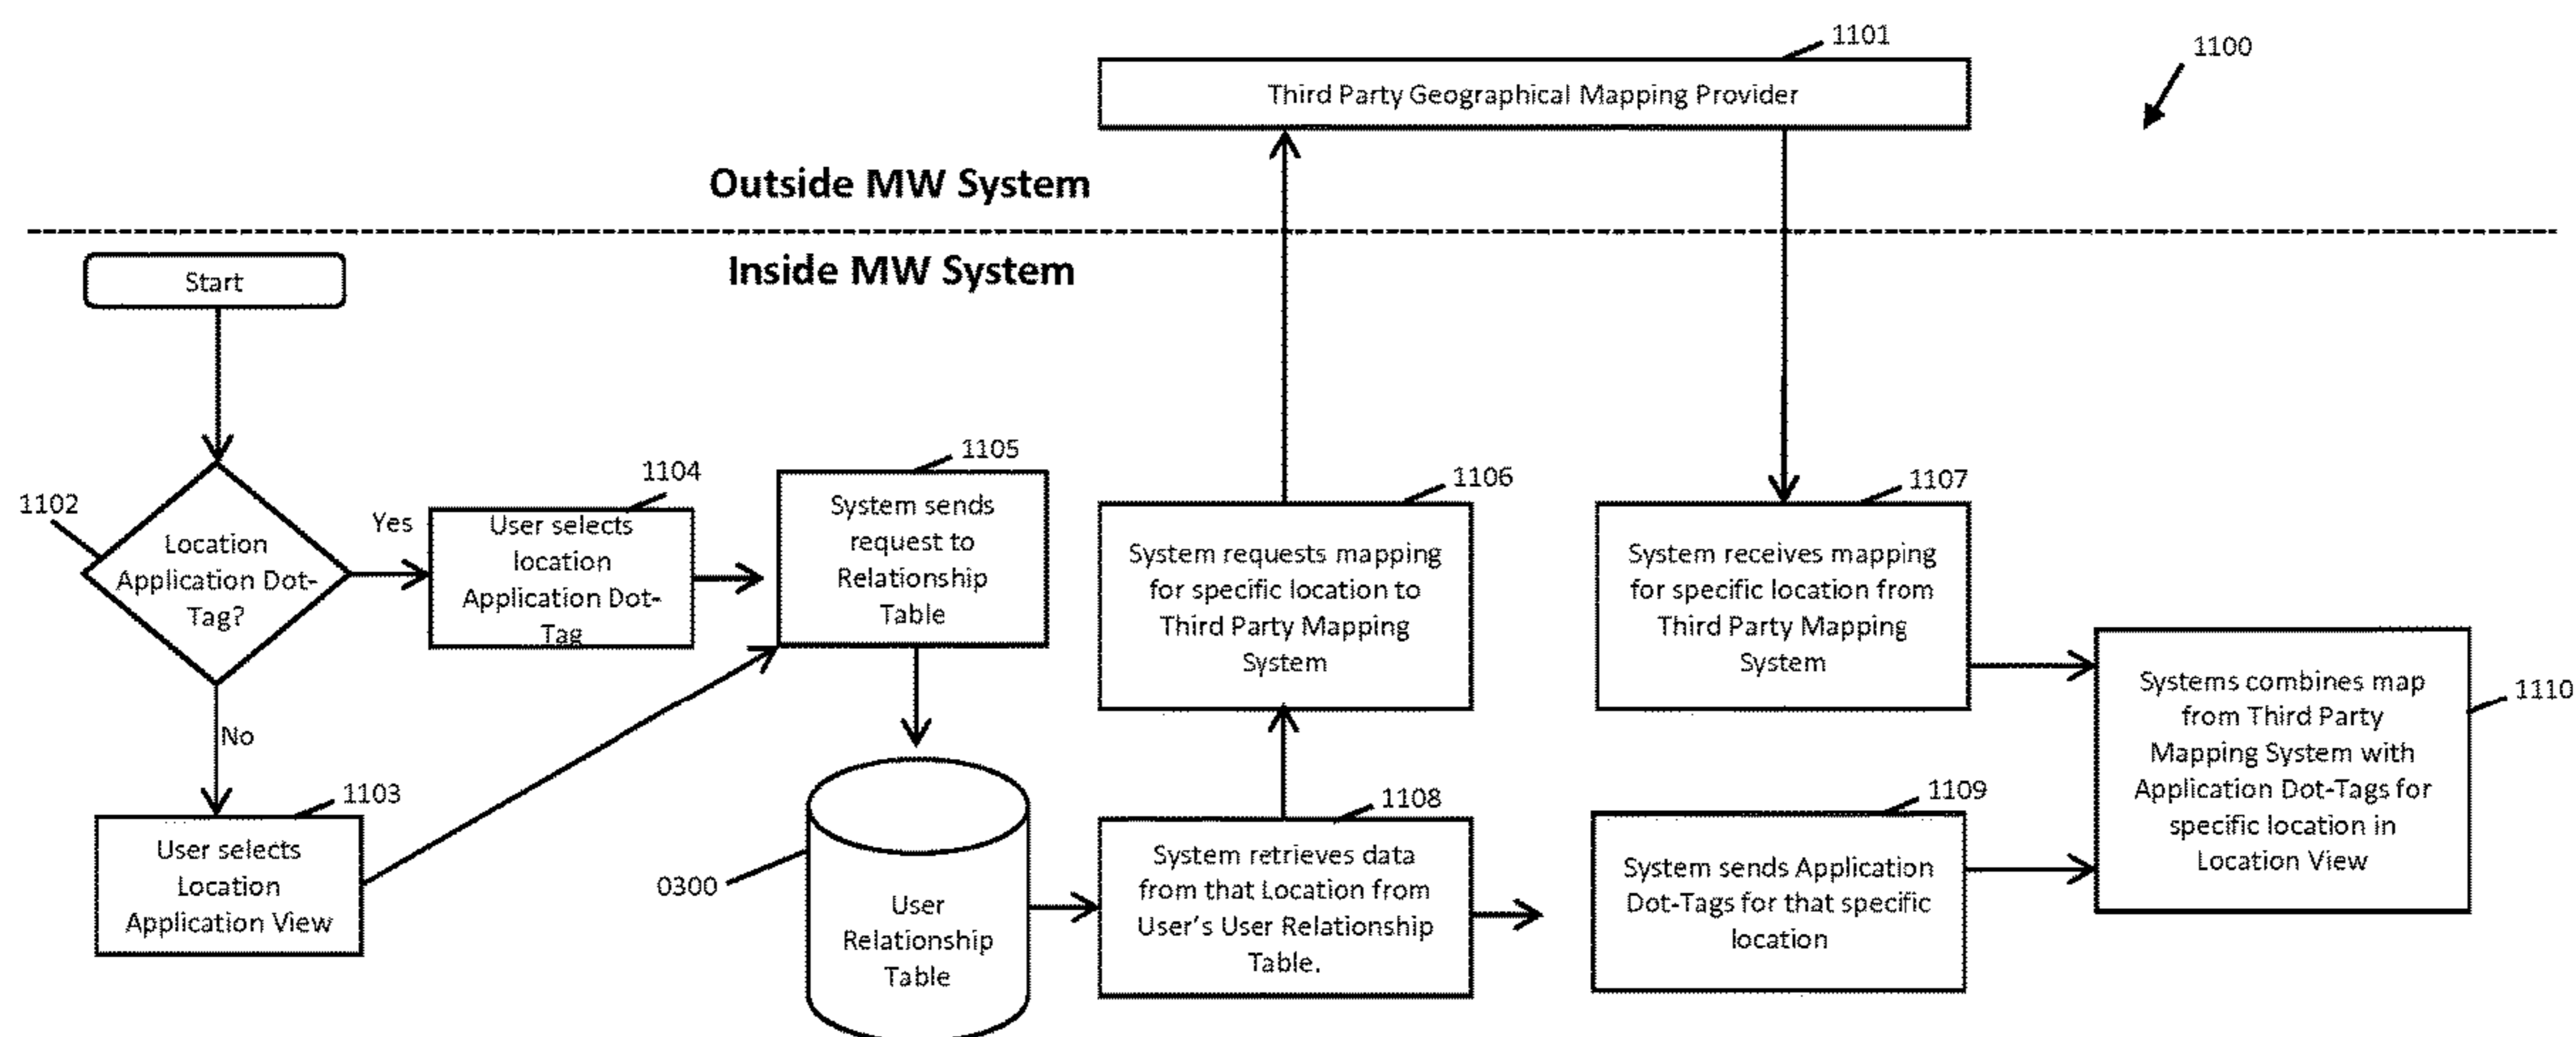 1101
1100
Third Party Geographical Mapping Provider
Outside MW System
Inside MW System
Start
1102
Location
Application Dot-
Tag?
Yes
No
1104
User selects
location
Application Dot-
Tag
1103
User selects
Location
Application View
1105
System sends
request to
Relationship
Table
0300
User
Relationship
Table
1106
System requests mapping
for specific location to
Third Party Mapping
System
1108
System retrieves data
from that Location from
User's User Relationship
Table.
1107
System receives mapping
for specific location from
Third Party Mapping
System
1109
System sends Application
Dot-Tags for that specific
location
1110
Systems combines map
from Third Party
Mapping System with
Application Dot-Tags for
specific location in
Location View